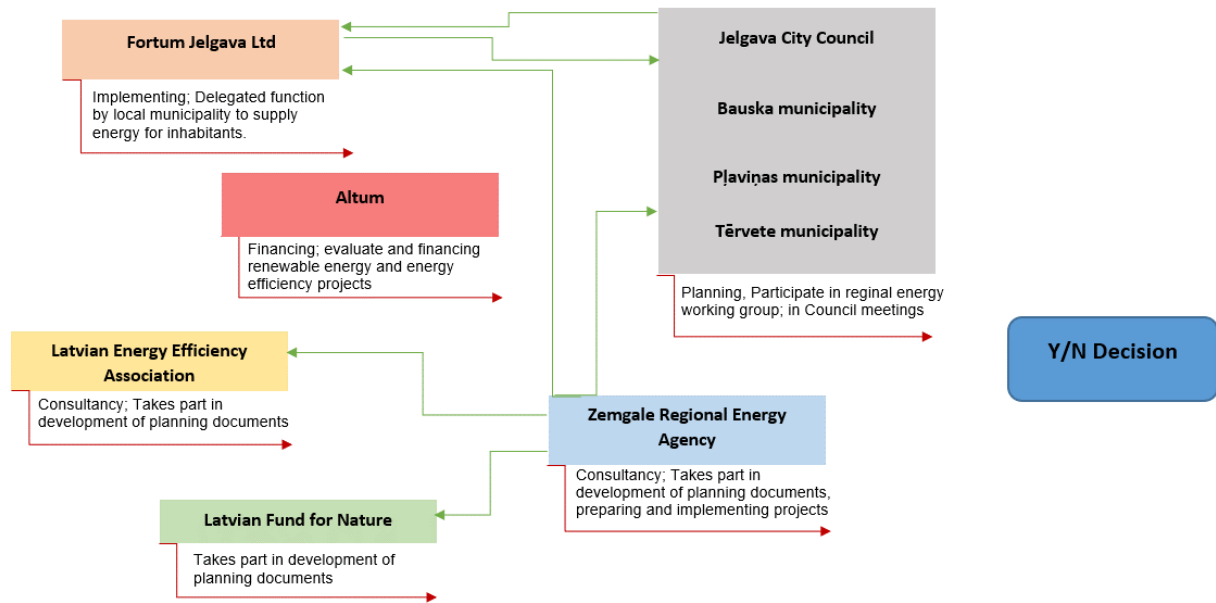 Fortum Jelgava Ltd
Implementing; Delegated function
by local municipality to supply
energy for inhabitants.
Jelgava City Council
Bauska municipality
Pļaviņas municipality
Tērvete municipality
Planning, Participate in reginal energy
working group; in Council meetings
Altum
Financing; evaluate and financing
renewable energy and energy
efficiency projects
Y/N Decision
Latvian Energy Efficiency
Association
Consultancy; Takes part in
development of planning documents
Zemgale Regional Energy
Agency
Consultancy; Takes part in
development of planning documents,
preparing and implementing projects
Latvian Fund for Nature
Takes part in development of
planning documents